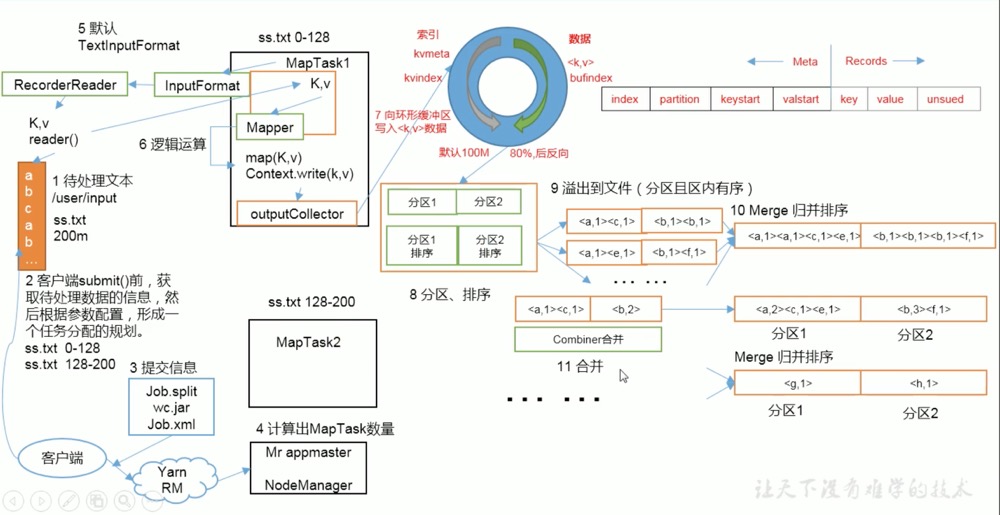 5 默认
TextInputFormat
ss.txt 0-128
MapTask1
RecorderReader
InputFormat
K,v
K,v
reader()
Mapper
6 逻辑运算
map(K,v)
Context.write(k,v)
outputCollector
a
b
c
a
b
...
1 待处理文本
/user/input
ss.txt
200m
2 客户端submit()前，获
取待处理数据的信息，然
后根据参数配置，形成一
个任务分配的规划。
ss.txt 0-128
ss.txt 128-200
3 提交信息
Job.split
wc.jar
Job.xml
客户端
Yarn
RM
ss.txt 128-200
MapTask2
4 计算出MapTask数量
Mr appmaster
NodeManager
索引
kvmeta
kvindex
数据
<k,v>
bufindex
7 向环形缓冲区
写入<k,v>数据
默认100M
80%,后反向
Meta
Records
index
partition
keystart
valstart
key
value
unsued
分区1
分区2
分区1
排序
分区2
排序
8 分区、排序
9 溢出到文件（分区且区内有序）
<a,1><c,1>
<b,1><b,1>
<a,1><e,1>
<b,1><f,1>
... ...
10 Merge 归并排序
<a,1><a,1><c,1><e,1>
<b,1><b,1><b,1><f,1>
<a,1><c,1>
<b,2>
Combiner合并
11 合并
... ...
<a,2><c,1><e,1>
<b,3><f,1>
分区1
分区2
Merge 归并排序
<g,1>
<h,1>
分区1
分区2
让天下没有难学的技术